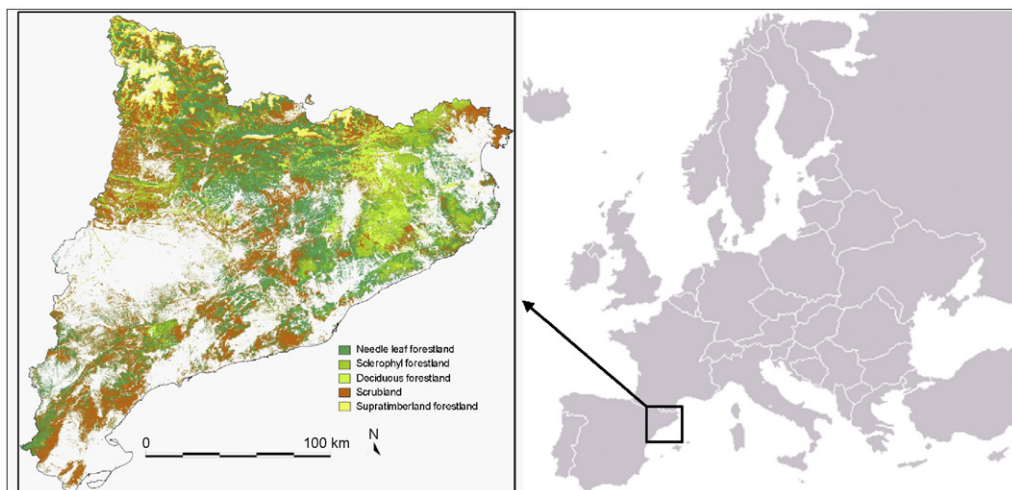 Needle leaf forestland
Sclerophyl forestland
Deciduous forestland
Scrubland
Supratimberland forestland
0 100 km N